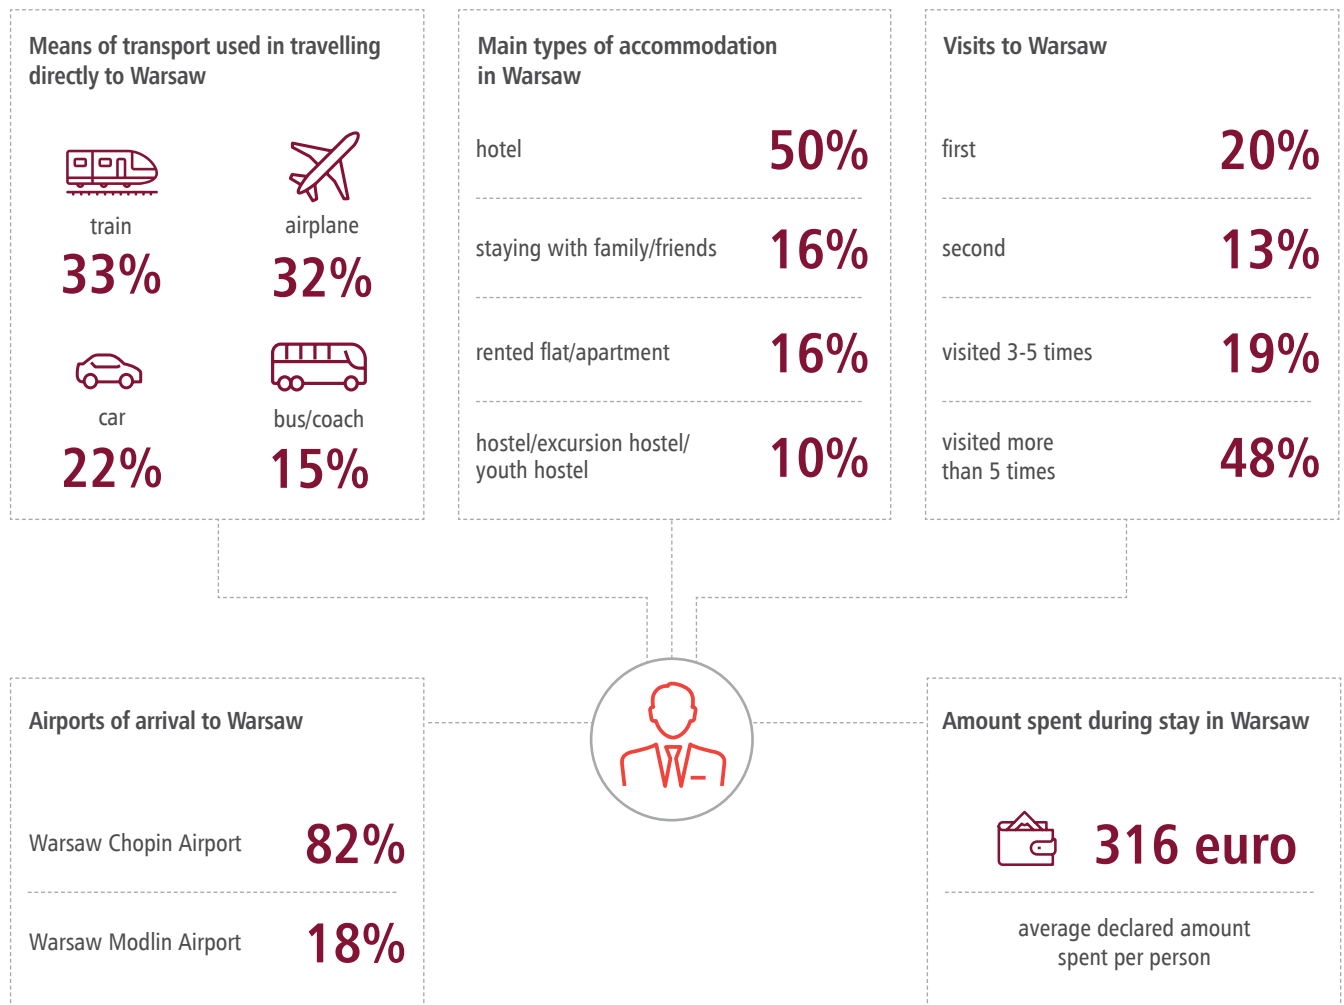 Means of transport used in travelling
directly to Warsaw
train
33%
airplane
32%
car
22%
bus/coach
15%
Main types of accommodation
in Warsaw
hotel
50%
staying with family/friends
16%
rented flat/apartment
16%
hostel/excursion hostel/
youth hostel
10%
Visits to Warsaw
first
20%
second
13%
visited 3-5 times
19%
visited more
than 5 times
48%
Airports of arrival to Warsaw
Warsaw Chopin Airport
82%
Warsaw Modlin Airport
18%
Amount spent during stay in Warsaw
316 euro
average declared amount
spent per person